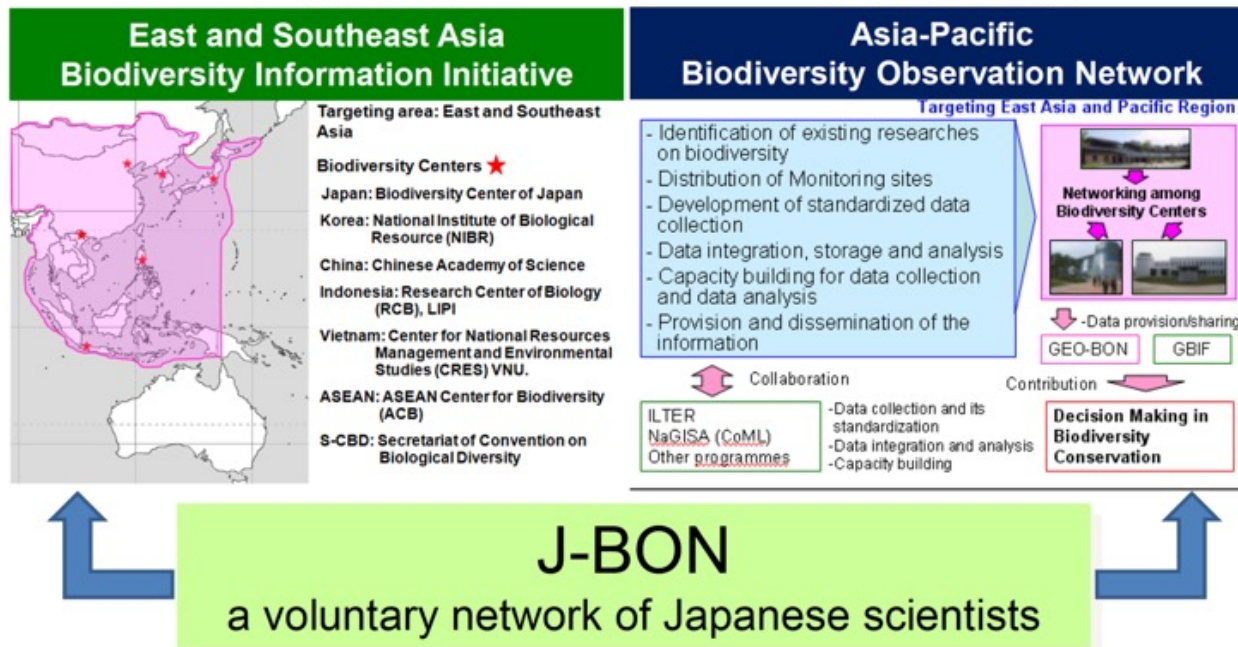 East and Southeast Asia
Biodiversity Information Initiative
Targeting area: East and Southeast
Asia
Biodiversity Centers
Japan: Biodiversity Center of Japan
Korea: National Institute of Biological
Resource (NIBR)
China: Chinese Academy of Science
Indonesia: Research Center of Biology
(RCB), LIPI
Vietnam: Center for National Resources
Management and Environmental
Studies (CRES) VNU.
ASEAN: ASEAN Center for Biodiversity
(ACB)
S-CBD: Secretariat of Convention on
Biological Diversity
Asia-Pacific
Biodiversity Observation Network
Targeting East Asia and Pacific Region
- Identification of existing researches
on biodiversity
- Distribution of Monitoring sites
- Development of standardized data
collection
- Data integration, storage and analysis
- Capacity building for data collection
and data analysis
- Provision and dissemination of the
information
Networking among
Biodiversity Centers
-Data provision/sharing
GEO-BON
GBIF
Collaboration
Contribution
ILTER
NaGISA (CoML)
Other programmes
-Data collection and its
standardization
-Data integration and analysis
-Capacity building
Decision Making in
Biodiversity
Conservation
J-BON
a voluntary network of Japanese scientists